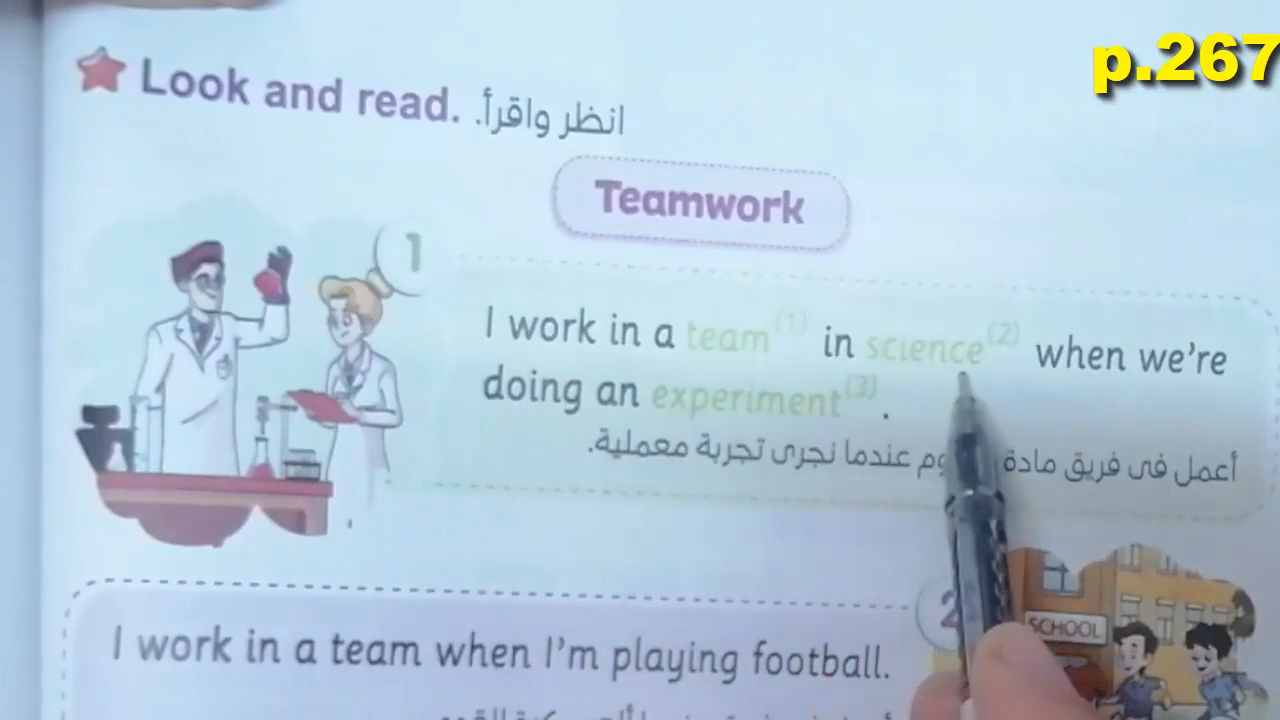 p.267
Look and read. انظر واقرأ.
Teamwork
1
I work in a team(1) in science(2) when we're
doing an experiment(3).
أعمل فى فريق مادة عندما نجرى تجربة معملية.
2
SCHOOL
I work in a team when I'm playing football.